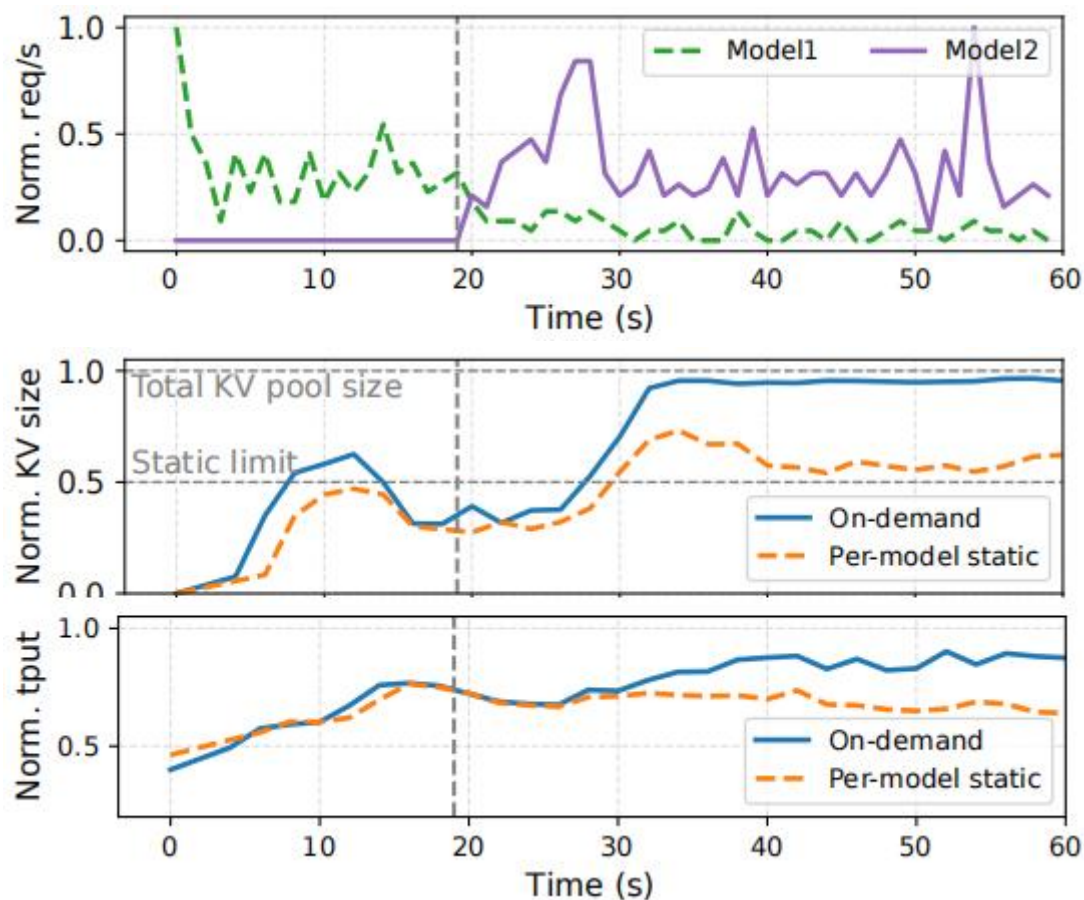 Norm. req/s
1.0
0.5
0.0
Model1
Model2
0 10 20 30 40 50 60
Time (s)
Norm. KV size
1.0
0.5
0.0
Total KV pool size
Static limit
On-demand
Per-model static
Norm. tput
1.0
0.5
On-demand
Per-model static
0 10 20 30 40 50 60
Time (s)